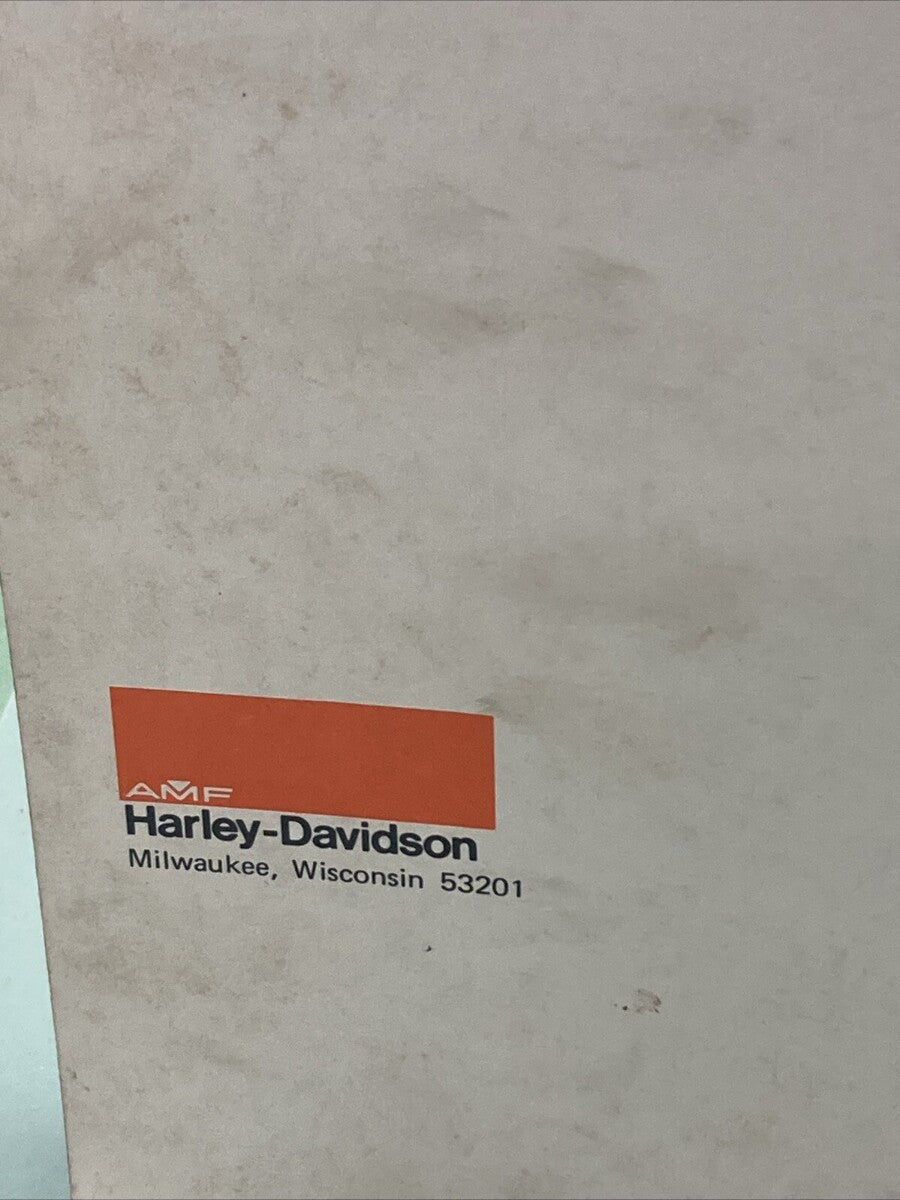 AMF
Harley-Davidson
Milwaukee, Wisconsin 53201